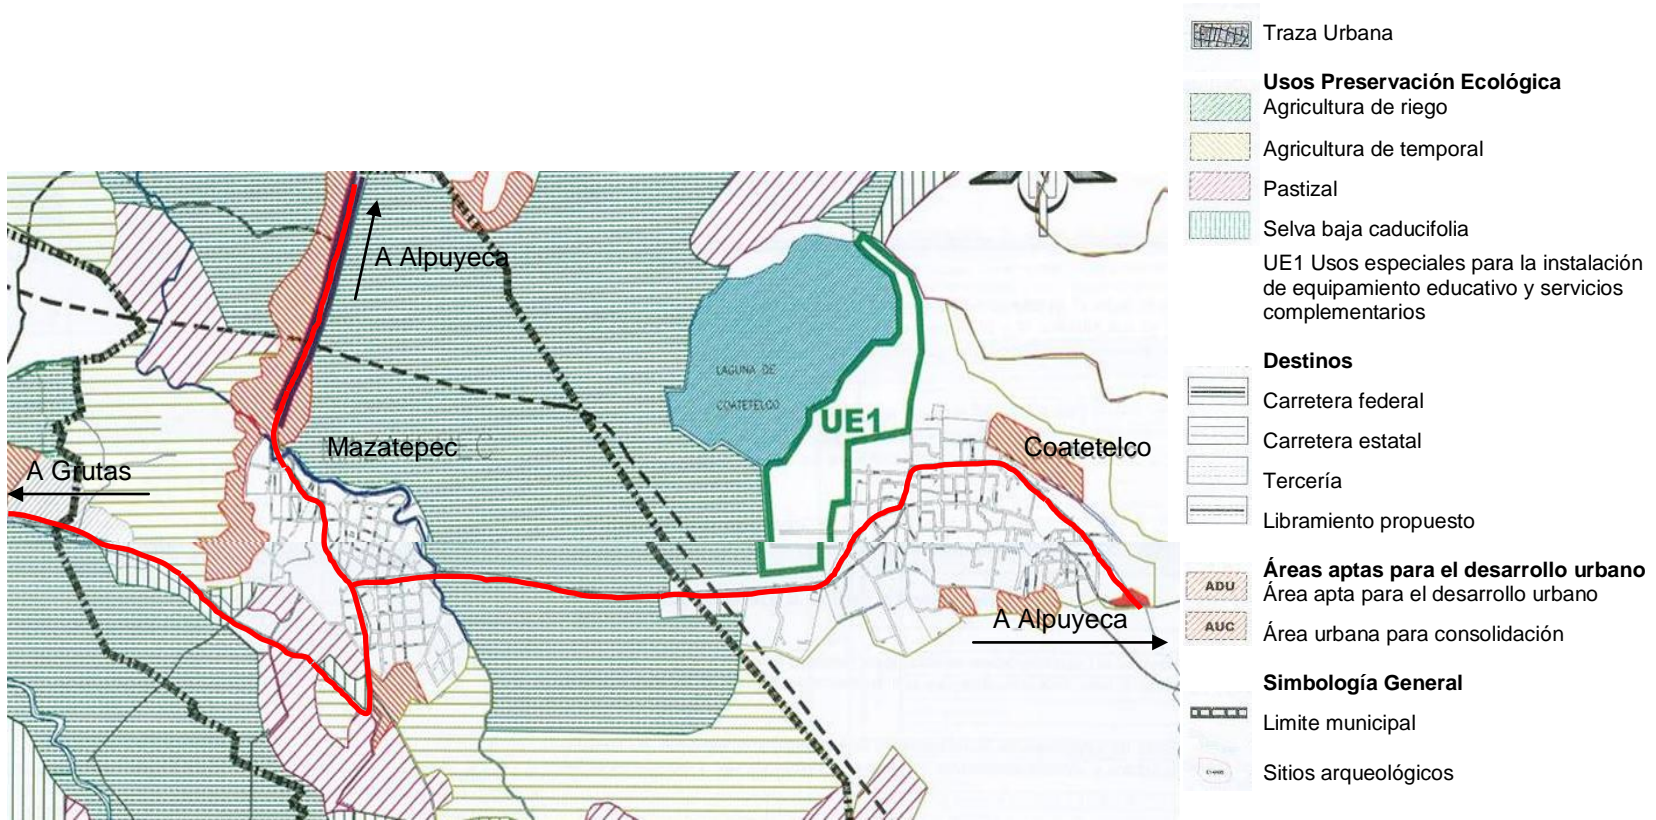 A Alpuyeca
LAGUNA DE
COATETELCO
UE1
Mazatepec
Coatetelco
A Grutas
A Alpuyeca
Traza Urbana
Usos Preservación Ecológica
Agricultura de riego
Agricultura de temporal
Pastizal
Selva baja caducifolia
UE1 Usos especiales para la instalación
de equipamiento educativo y servicios
complementarios
Destinos
Carretera federal
Carretera estatal
Tercería
Libramiento propuesto
Áreas aptas para el desarrollo urbano
ADU
Área apta para el desarrollo urbano
AUC
Área urbana para consolidación
Simbología General
Limite municipal
Sitios arqueológicos